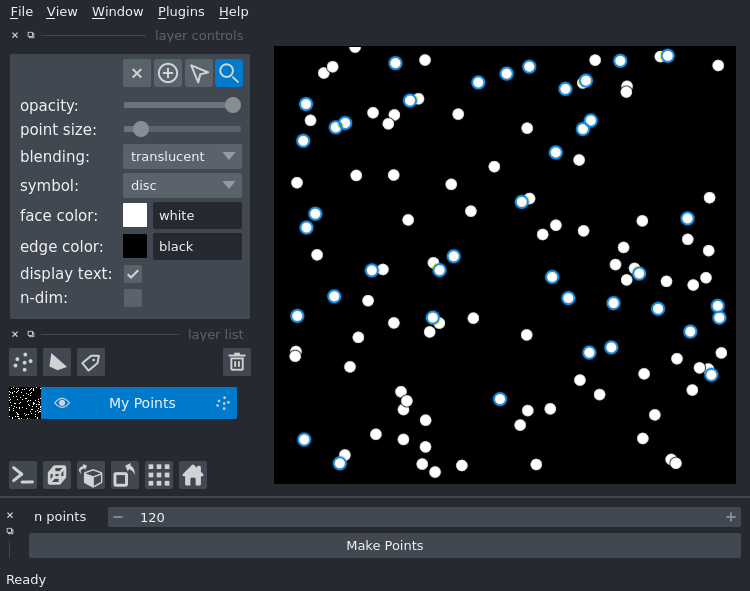 File View Window Plugins Help
layer controls
opacity:
point size:
blending: translucent
symbol: disc
face color: white
edge color: black
display text:
n-dim:
layer list
My Points
n points 120
Make Points
Ready